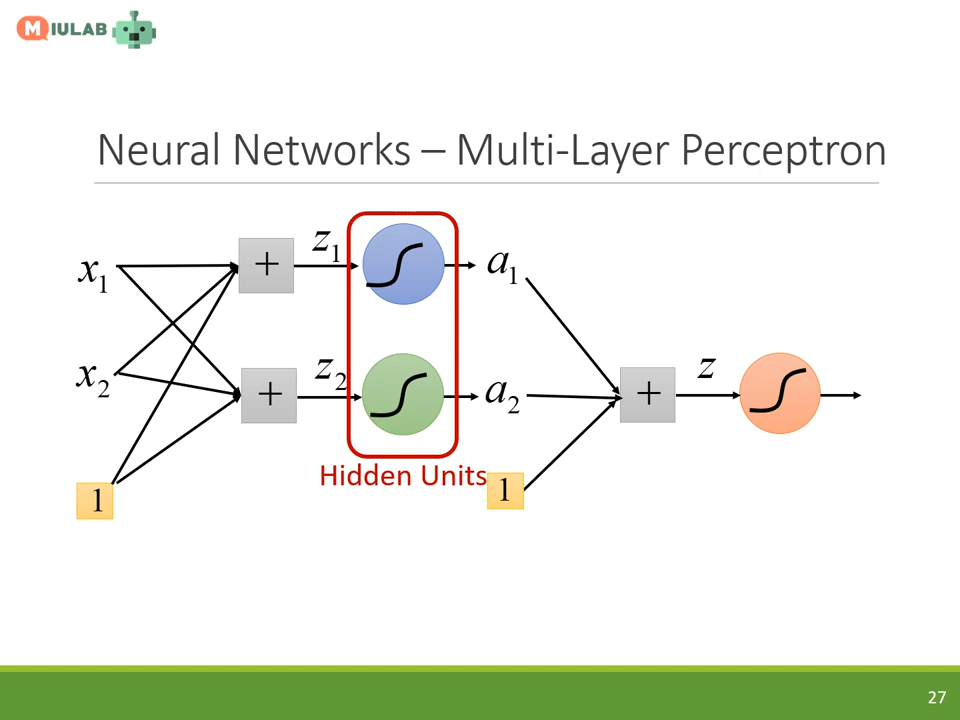 MIULAB
Neural Networks – Multi-Layer Perceptron
x₁
+
z₁
a₁
x₂
+
z₂
a₂
+
z
Hidden Units
1
1
27